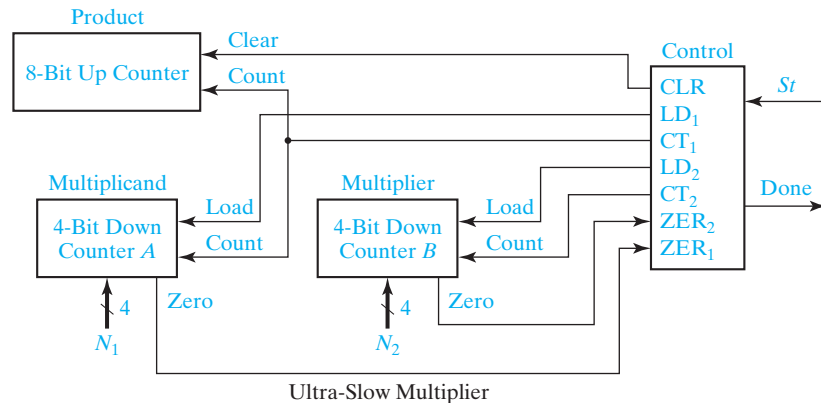 Product
8-Bit Up Counter
Clear
Count
Control
CLR
LD₁
CT₁
LD₂
CT₂
ZER₂
ZER₁
St
Done
Multiplicand
4-Bit Down
Counter A
Load
Count
4
N₁
Zero
Multiplier
4-Bit Down
Counter B
Load
Count
4
N₂
Zero
Ultra-Slow Multiplier